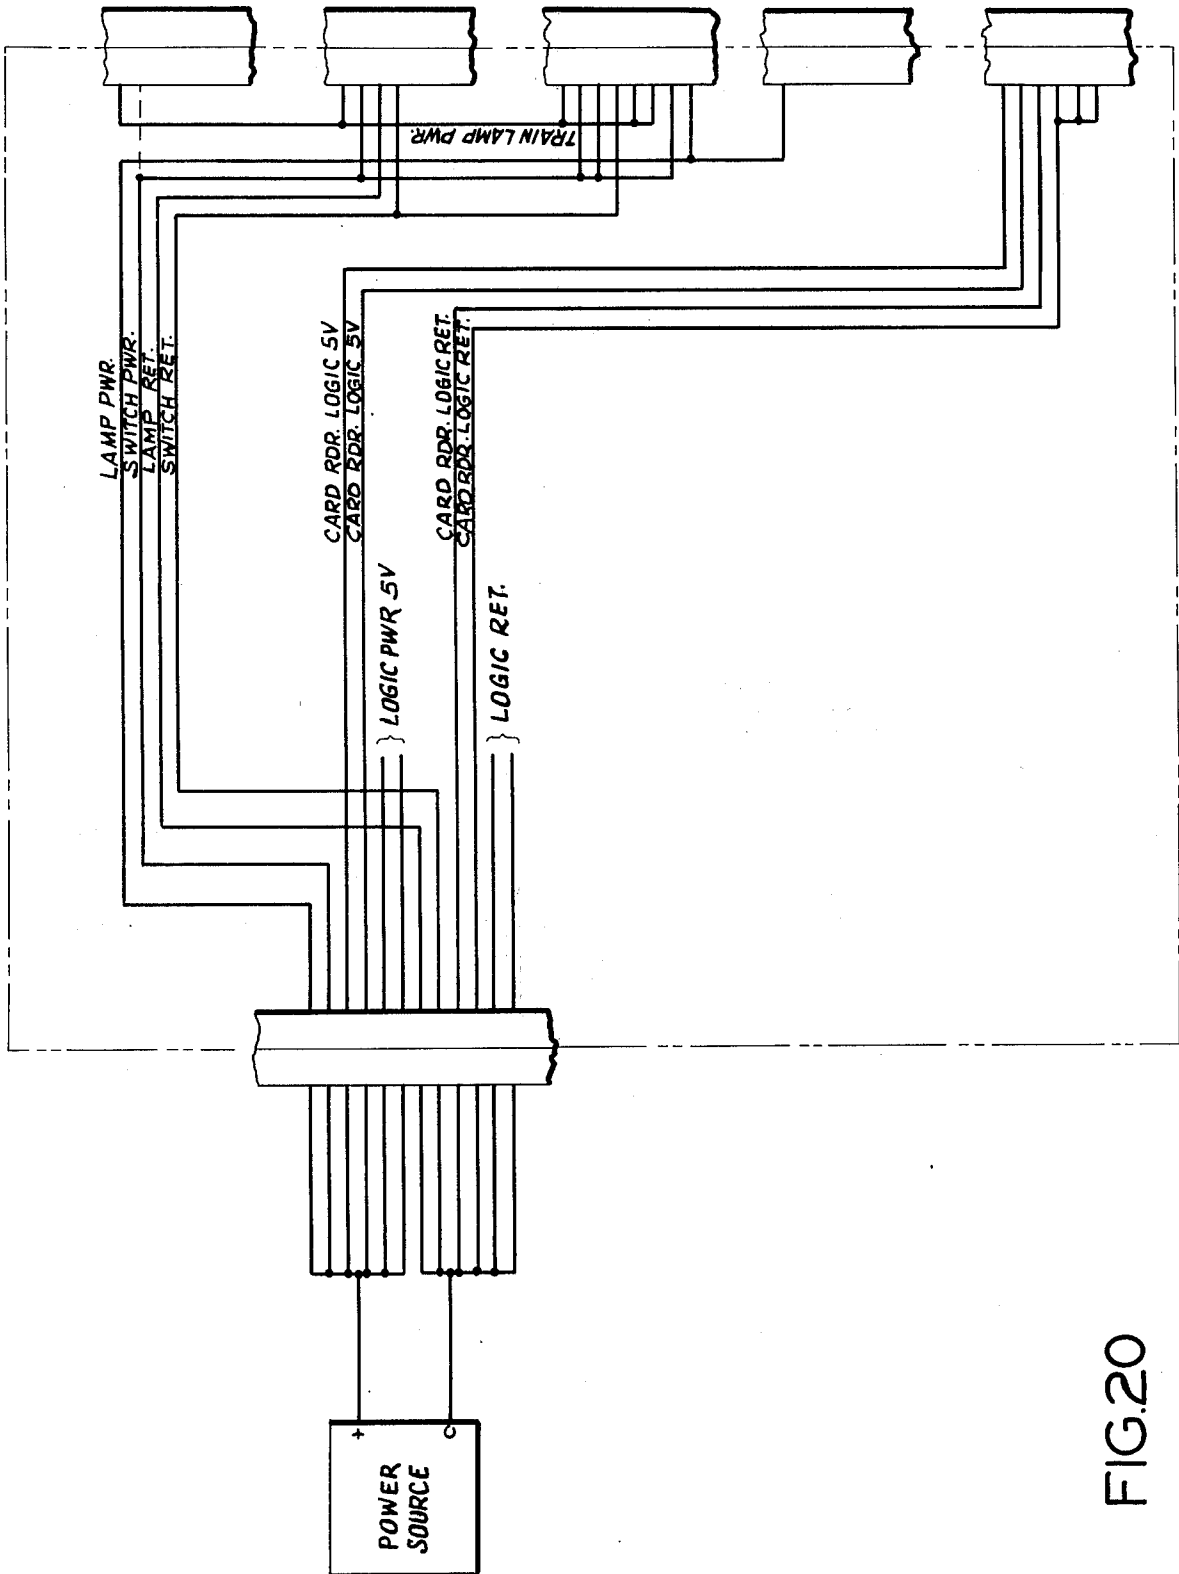 TRAIN LAMP PWR.
LAMP PWR.
SWITCH PWR.
LAMP RET.
SWITCH RET.
CARD RDR. LOGIC 5V
CARD RDR. LOGIC 5V
CARD RDR. LOGIC RET.
CARD RDR. LOGIC RET.
LOGIC PWR 5V
LOGIC RET.
+
C
POWER
SOURCE
FIG.20